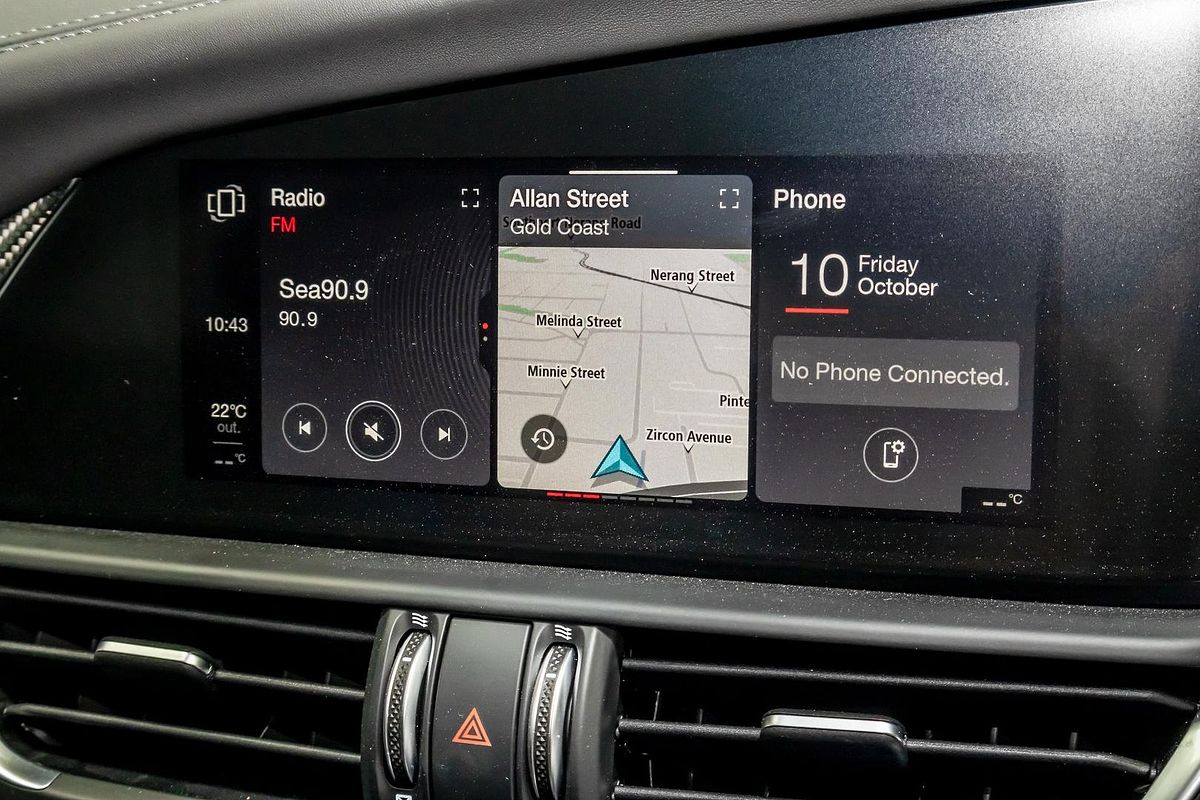 10:43
22°C
out.
--°C
Radio
FM
Sea90.9
90.9
Allan Street
Gold Coast
Road
Nerang Street
Melinda Street
Minnie Street
Pinte
Zircon Avenue
Phone
10
Friday
October
No Phone Connected.
--°C